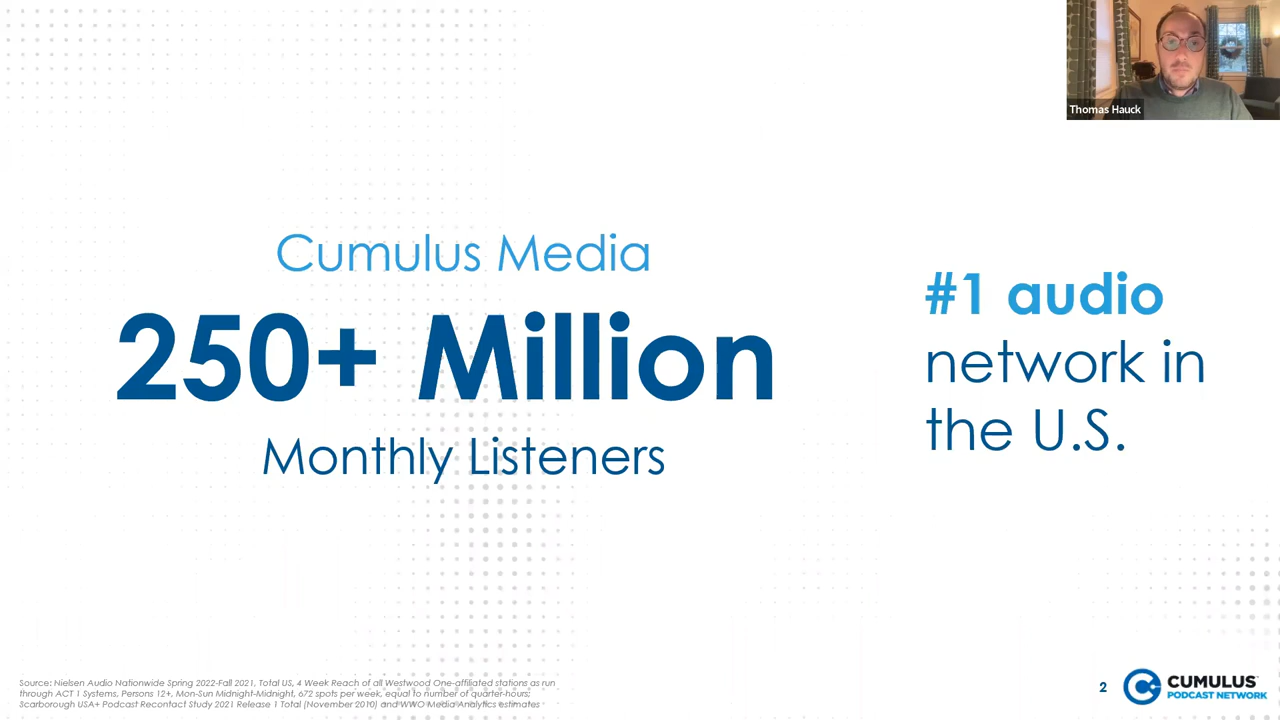 Thomas Hauck
Cumulus Media
250+ Million
Monthly Listeners
#1 audio
network in
the U.S.
Source: Nielsen Audio Nationwide Spring 2022-Fall 2021, Total US, 4 Week Reach of all Westwood One-affiliated stations as run
through ACT 1 Systems, Persons 12+, Mon-Sun Midnight-Midnight, 672 spots per week, equal to number of quarter-hours;
Scarborough USA+ Podcast Recontact Study 2021 Release 1 Total (November 2010) and WWO Media Analytics estimates
2
CUMULUS
PODCAST NETWORK